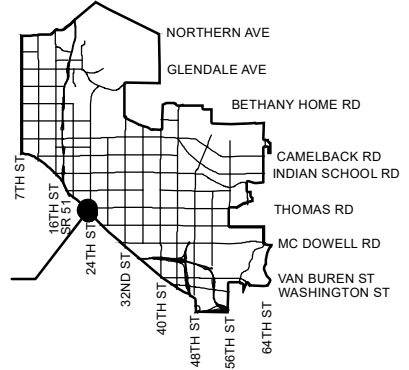 NORTHERN AVE
GLENDALE AVE
BETHANY HOME RD
CAMELBACK RD
INDIAN SCHOOL RD
THOMAS RD
MC DOWELL RD
VAN BUREN ST
WASHINGTON ST
7TH ST
16TH ST
SR 51
24TH ST
32ND ST
40TH ST
48TH ST
56TH ST
64TH ST